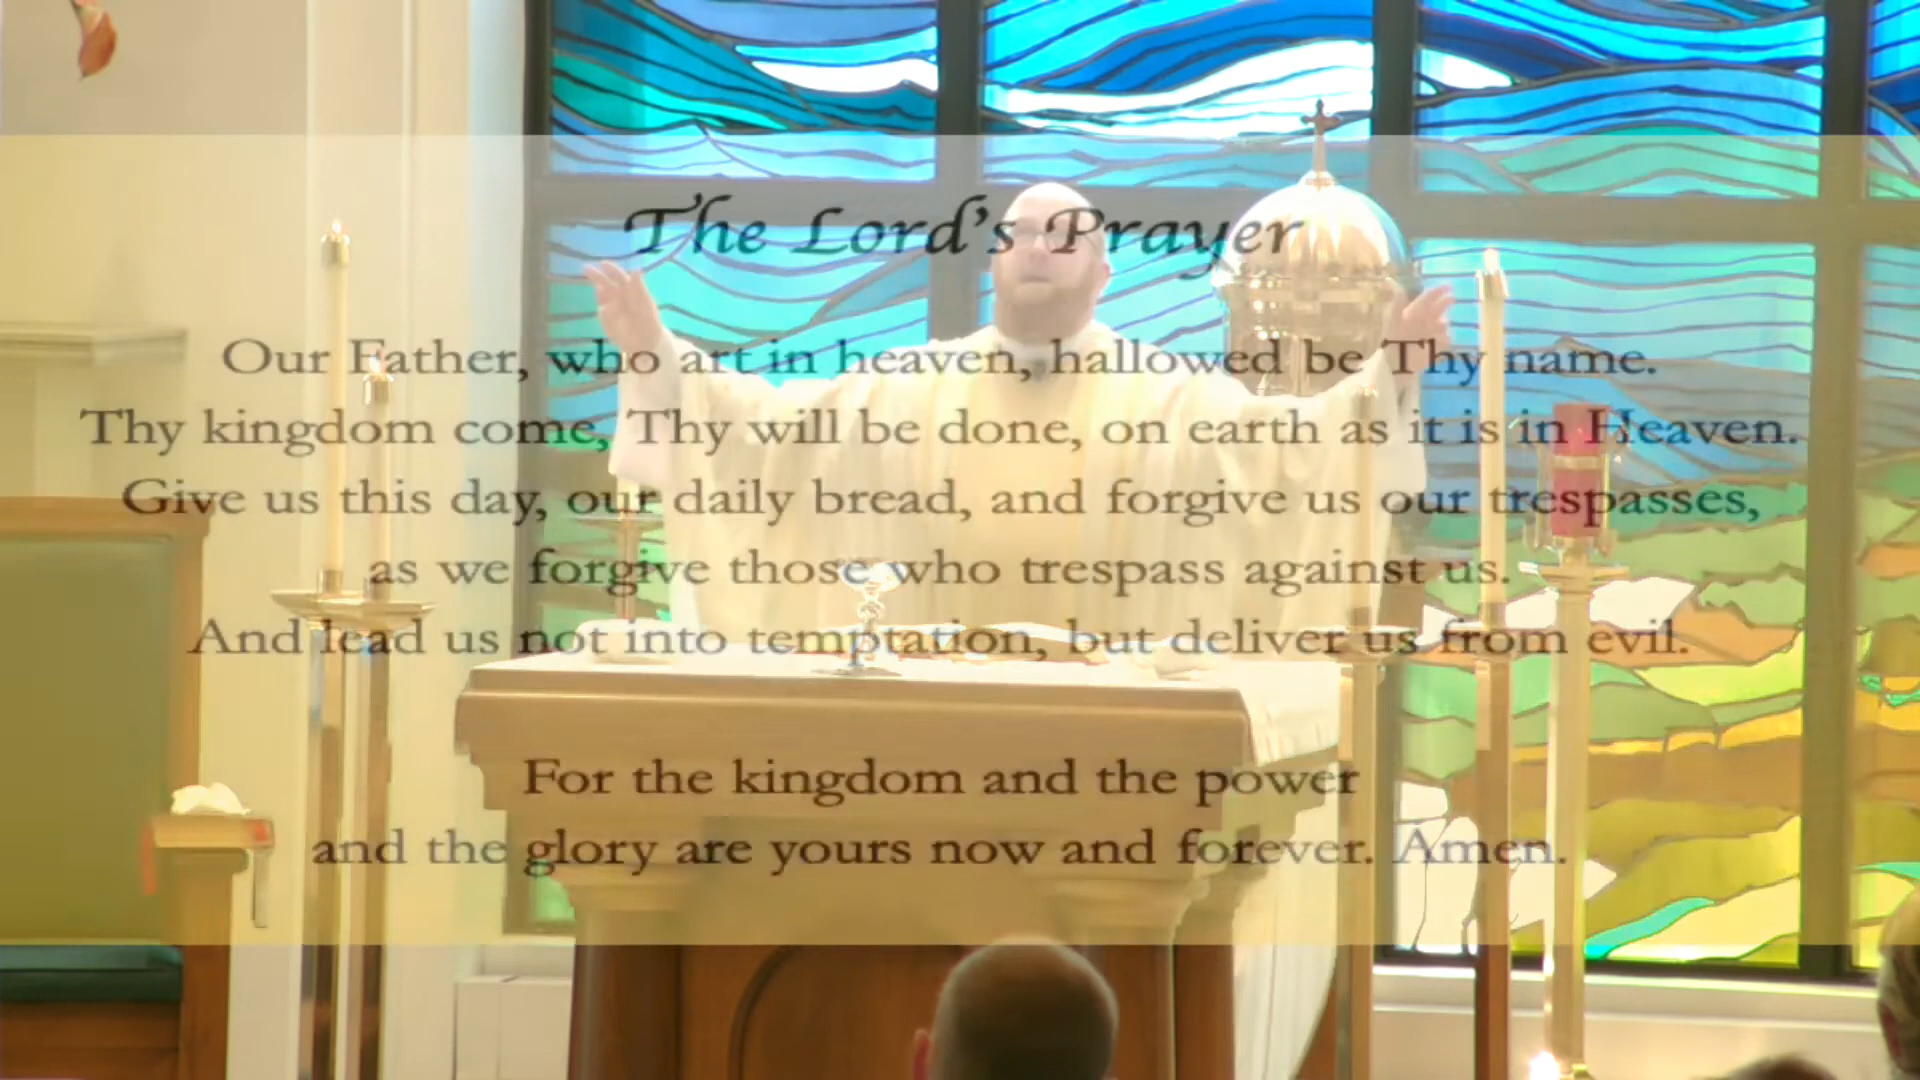 The Lord's Prayer
Our Father, who art in heaven, hallowed be Thy name.
Thy kingdom come, Thy will be done, on earth as it is in Heaven.
Give us this day, our daily bread, and forgive us our trespasses,
as we forgive those who trespass against us.
And lead us not into temptation, but deliver us from evil.
For the kingdom and the power
and the glory are yours now and forever. Amen.